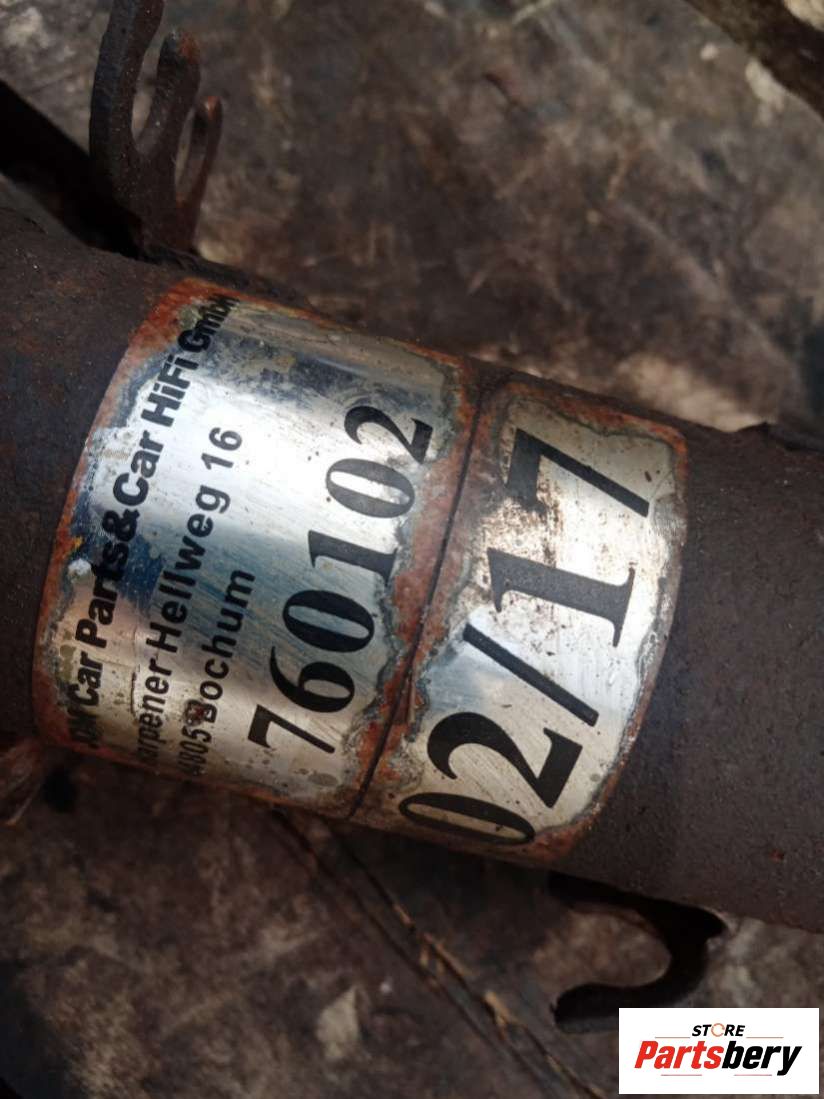 Car Parts&Car HiFi GmbH
Hellweg 16
Bochum
760102
02/17
STORE
Partsbery